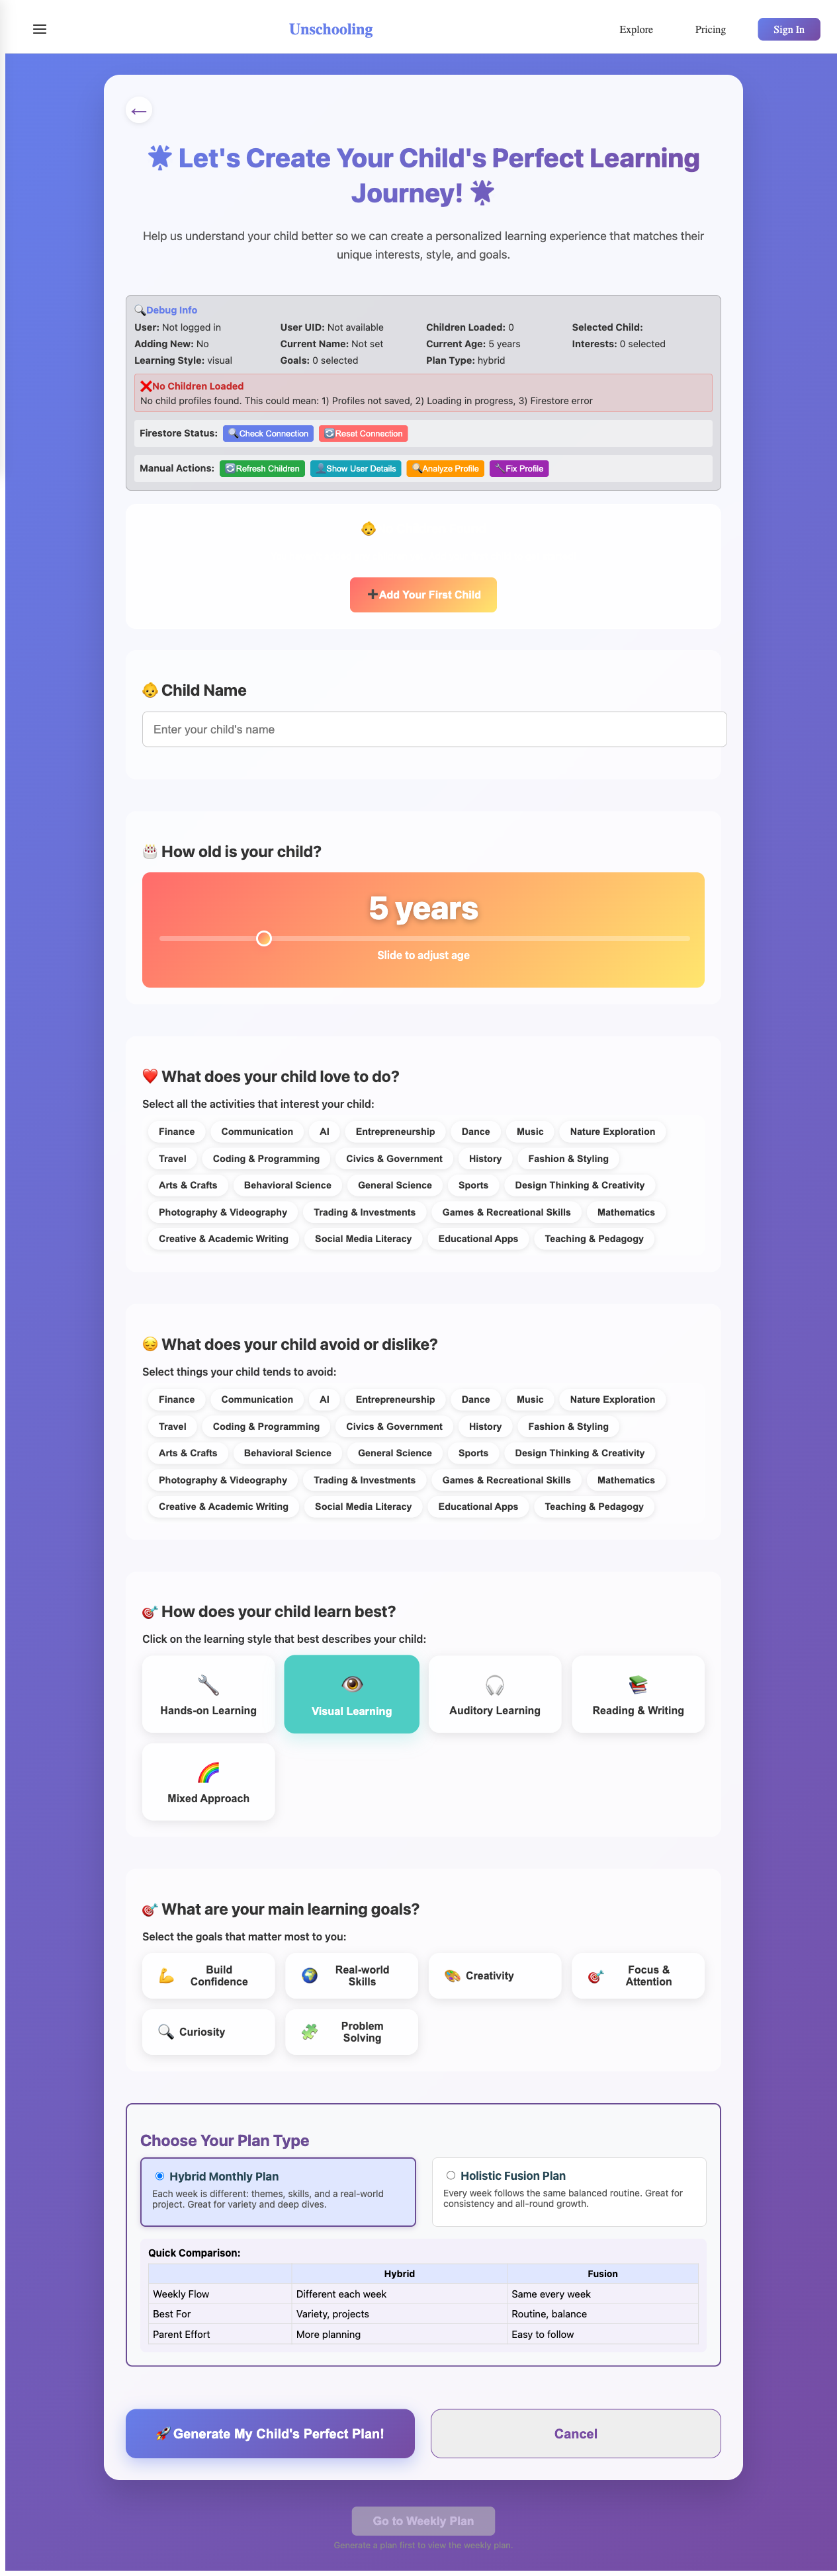 Unschooling
Explore
Pricing
Sign In
←
🌟 Let's Create Your Child's Perfect Learning
Journey! 🌟
Help us understand your child better so we can create a personalized learning experience that matches their
unique interests, style, and goals.
🔍Debug Info
User: Not logged in
User UID: Not available
Children Loaded: 0
Selected Child:
Adding New: No
Current Name: Not set
Current Age: 5 years
Interests: 0 selected
Learning Style: visual
Goals: 0 selected
Plan Type: hybrid
❌No Children Loaded
No child profiles found. This could mean: 1) Profiles not saved, 2) Loading in progress, 3) Firestore error
Firestore Status: 🔍Check Connection 🔄Reset Connection
Manual Actions: 🔄Refresh Children 👤Show User Details 🔍Analyze Profile 🔧Fix Profile
👶
➕Add Your First Child
👶 Child Name
Enter your child's name
🎂 How old is your child?
5 years
Slide to adjust age
❤️ What does your child love to do?
Select all the activities that interest your child:
Finance Communication AI Entrepreneurship Dance Music Nature Exploration
Travel Coding & Programming Civics & Government History Fashion & Styling
Arts & Crafts Behavioral Science General Science Sports Design Thinking & Creativity
Photography & Videography Trading & Investments Games & Recreational Skills Mathematics
Creative & Academic Writing Social Media Literacy Educational Apps Teaching & Pedagogy
😔 What does your child avoid or dislike?
Select things your child tends to avoid:
Finance Communication AI Entrepreneurship Dance Music Nature Exploration
Travel Coding & Programming Civics & Government History Fashion & Styling
Arts & Crafts Behavioral Science General Science Sports Design Thinking & Creativity
Photography & Videography Trading & Investments Games & Recreational Skills Mathematics
Creative & Academic Writing Social Media Literacy Educational Apps Teaching & Pedagogy
🎯 How does your child learn best?
Click on the learning style that best describes your child:
Hands-on Learning
Visual Learning
Auditory Learning
Reading & Writing
Mixed Approach
🎯 What are your main learning goals?
Select the goals that matter most to you:
💪 Build
Confidence
🌍 Real-world
Skills
🎨 Creativity
🎯 Focus &
Attention
🔍 Curiosity
🧩 Problem
Solving
Choose Your Plan Type
Hybrid Monthly Plan
Each week is different: themes, skills, and a real-world
project. Great for variety and deep dives.
Holistic Fusion Plan
Every week follows the same balanced routine. Great for
consistency and all-round growth.
Quick Comparison:
Hybrid Fusion
Weekly Flow Different each week Same every week
Best For Variety, projects Routine, balance
Parent Effort More planning Easy to follow
🚀Generate My Child's Perfect Plan!
Cancel
Go to Weekly Plan
Generate a plan first to view the weekly plan.